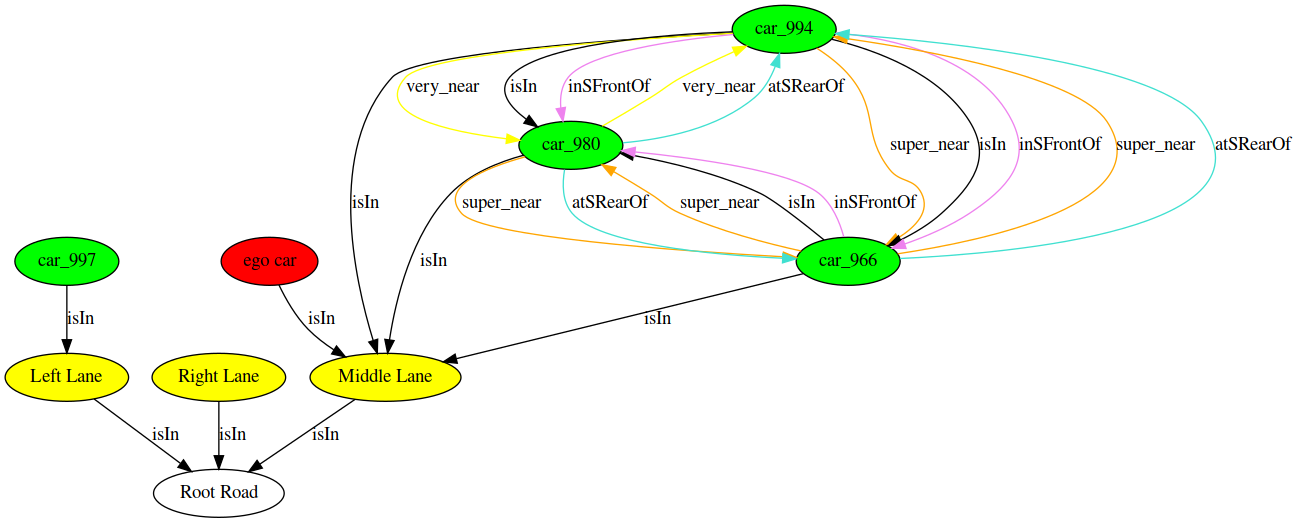 car_994
very_near
isIn
inSFrontOf
very_near
atSRearOf
car_980
super_near
isIn
inSFrontOf
super_near
atSRearOf
isIn
super_near
atSRearOf
super_near
isIn
inSFrontOf
car_997
ego car
isIn
car_966
isIn
isIn
isIn
Left Lane
Right Lane
Middle Lane
isIn
isIn
isIn
Root Road